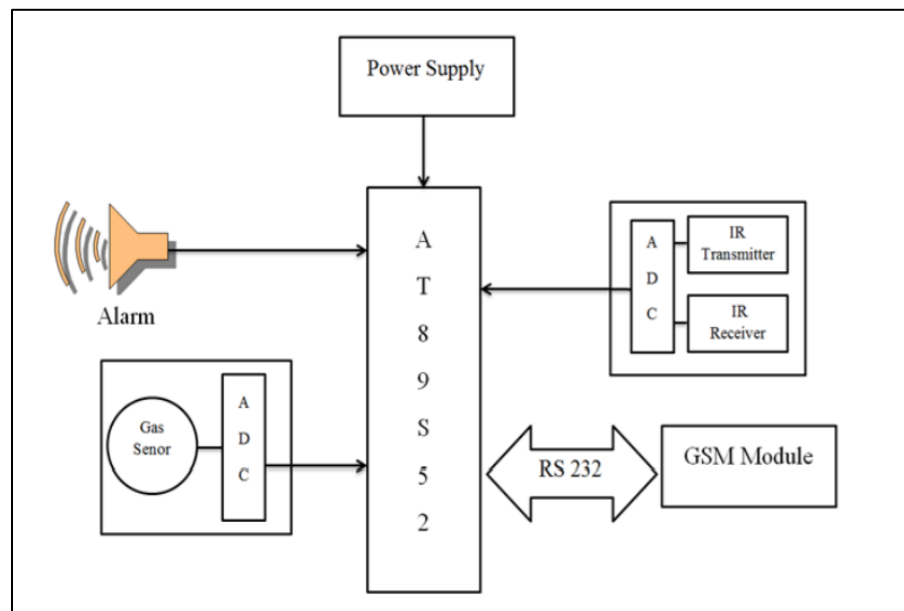 Power Supply
Alarm
A
T
8
9
S
5
2
A
D
C
IR
Transmitter
IR
Receiver
Gas
Senor
A
D
C
RS 232
GSM Module